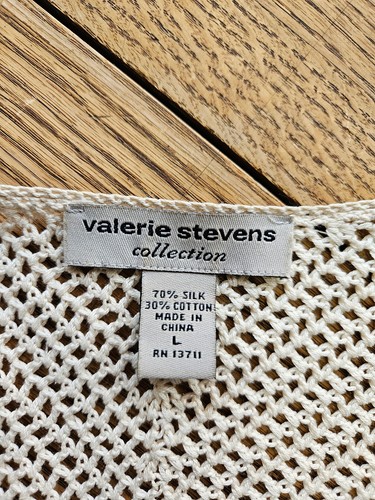 valerie stevens
collection
70% SILK
30% COTTON
MADE IN
CHINA
L
RN 13711